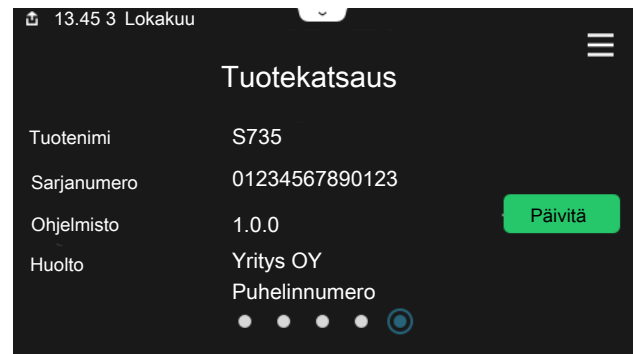 13.45 3 Lokakuu
Tuotekatsaus
Tuotenimi S735
Sarjanumero 01234567890123
Ohjelmisto 1.0.0
Päivitä
Huolto Yritys OY
Puhelinnumero